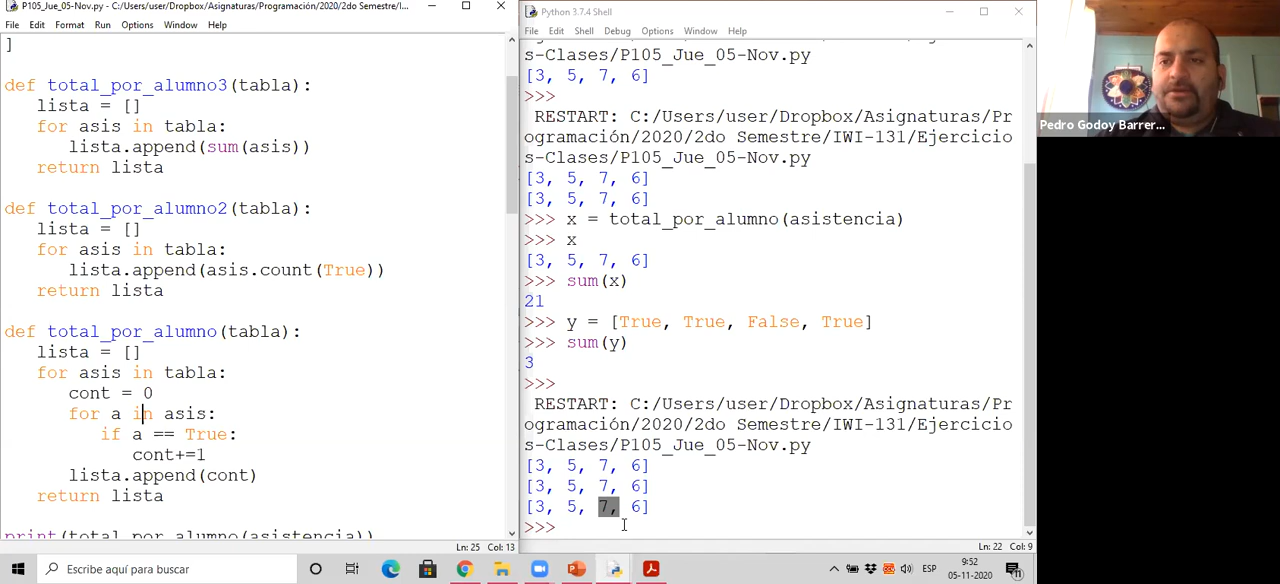 P105_Jue_05-Nov.py - C:/Users/user/Dropbox/Asignaturas/Programación/2020/2do Semestre/I...
File Edit Format Run Options Window Help
]
def total_por_alumno3(tabla):
lista = []
for asis in tabla:
lista.append(sum(asis))
return lista
def total_por_alumno2(tabla):
lista = []
for asis in tabla:
lista.append(asis.count(True))
return lista
def total_por_alumno(tabla):
lista = []
for asis in tabla:
cont = 0
for a in asis:
if a == True:
cont+=1
lista.append(cont)
return lista
print(total_por_alumno(asistencia))
Ln: 25 Col: 13
Python 3.7.4 Shell
File Edit Shell Debug Options Window Help
s-Clases/P105_Jue_05-Nov.py
[3, 5, 7, 6]
>>>
RESTART: C:/Users/user/Dropbox/Asignaturas/Pr
ogramación/2020/2do Semestre/IWI-131/Ejercicio
s-Clases/P105_Jue_05-Nov.py
[3, 5, 7, 6]
[3, 5, 7, 6]
>>> x = total_por_alumno(asistencia)
>>> x
[3, 5, 7, 6]
>>> sum(x)
21
>>> y = [True, True, False, True]
>>> sum(y)
3
>>>
RESTART: C:/Users/user/Dropbox/Asignaturas/Pr
ogramación/2020/2do Semestre/IWI-131/Ejercicio
s-Clases/P105_Jue_05-Nov.py
[3, 5, 7, 6]
[3, 5, 7, 6]
[3, 5, 7, 6]
>>>
Ln: 22 Col: 9
Pedro Godoy Barrer...
Escribe aquí para buscar
ESP
9:52
05-11-2020